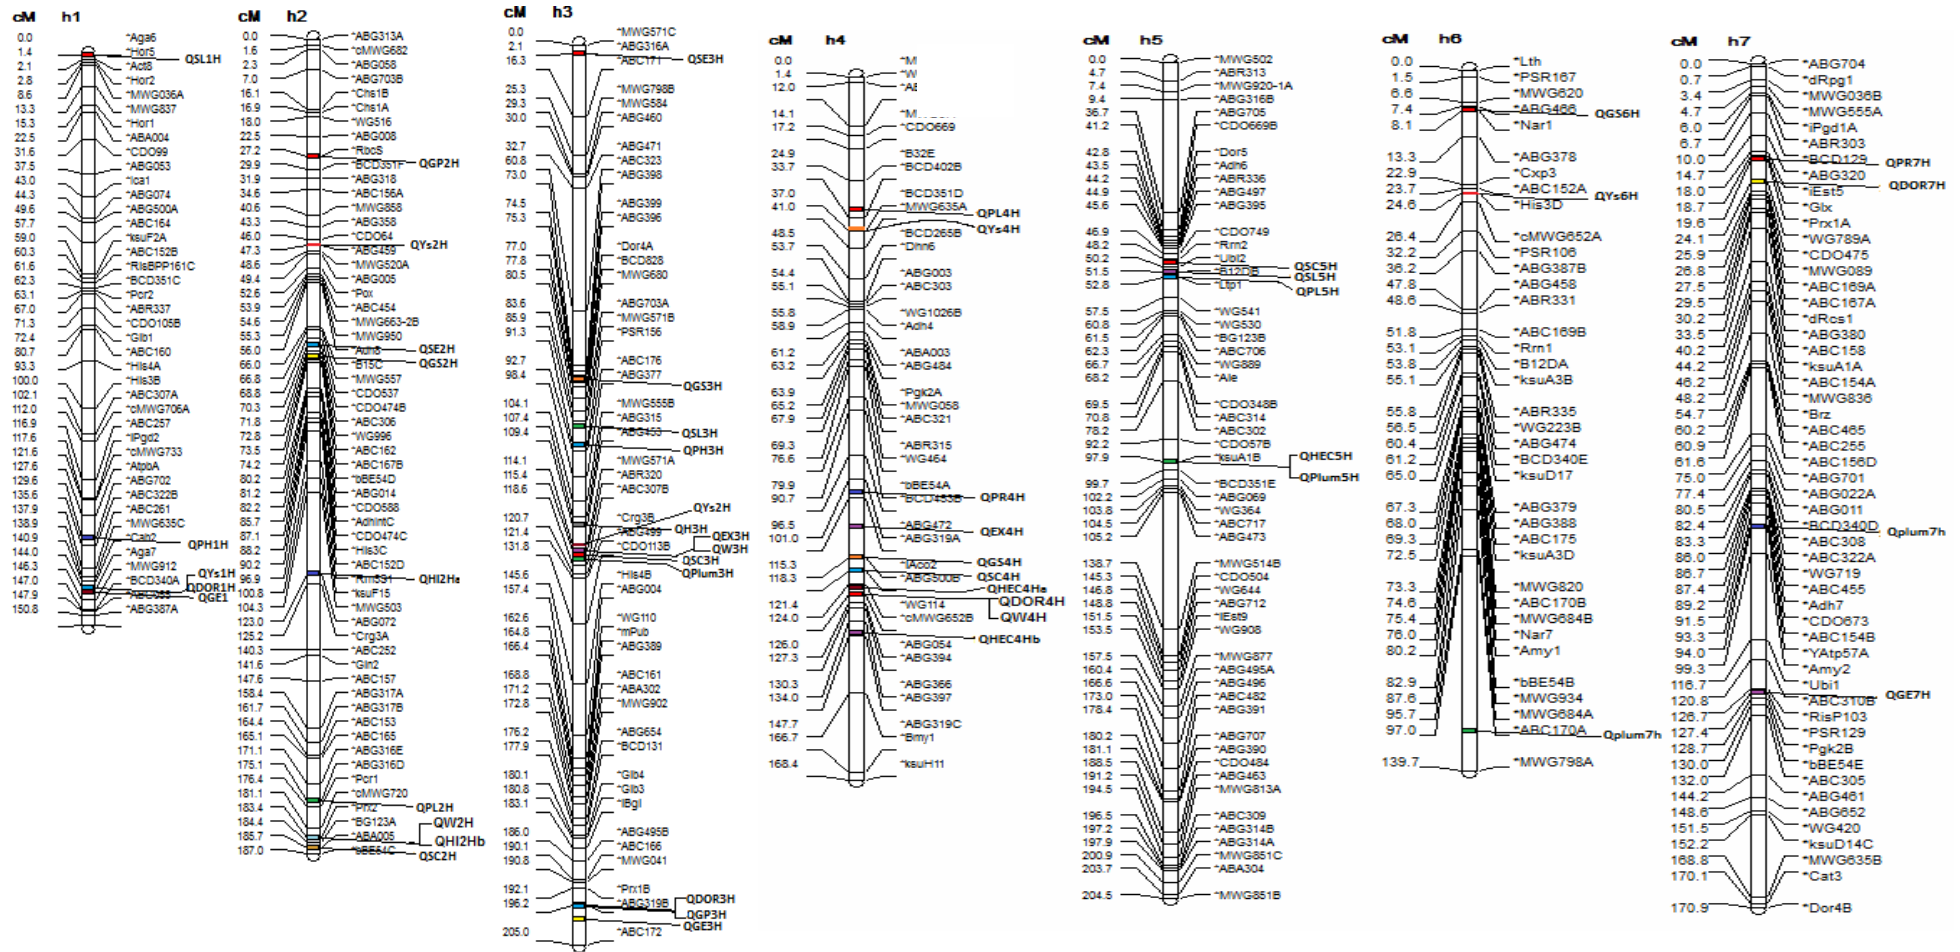 cM h1
0.0 *Aga6
1.4 *Hor5
QSL1H
2.1 *Act8
2.8 *Hor2
8.6 *MWG036A
13.3 *MWG837
15.3 *Hor1
22.5 *ABA004
31.6 *CDO99
37.5 *ABG053
43.0 *Ica1
44.3 *ABG074
49.6 *ABG500A
57.7 *ABC164
59.0 *ksuF2A
60.3 *ABC152B
61.6 *RisBPP161C
62.3 *BCD351C
63.1 *Pcr2
67.0 *ABR337
71.3 *CDO105B
72.4 *Glb1
80.7 *ABC160
93.3 *His4A
100.0 *His3B
102.1 *ABC307A
112.0 *cMWG706A
116.9 *ABC257
117.6 *iPgd2
121.6 *cMWG733
127.6 *AtpbA
129.6 *ABG702
135.6 *ABC322B
137.9 *ABC261
138.9 *MWG635C
140.9 *Cab2
QPH1H
144.0 *Aga7
146.3 *MWG912
147.0 *BCD340A
QYs1H
QDOR1H
147.9
QGE1
150.8 *ABG387A
cM h2
0.0 *ABG313A
1.6 *cMWG682
2.3 *ABG058
7.0 *ABG703B
16.1 *Chs1B
16.9 *Chs1A
18.0 *WG516
22.5 *ABG008
27.2 *RbcS
29.9 *BCD351F
QGP2H
31.9 *ABG318
34.6 *ABC156A
40.6 *MWG858
43.3 *ABG358
46.0 *CDO64
QYs2H
47.3 *ABG459
48.6 *MWG520A
49.4 *ABG005
52.6 *Pox
53.9 *ABC454
54.6 *MWG663-2B
55.3 *MWG950
56.0 *Adh8
QSE2H
66.0 *B15C
QGS2H
66.8 *MWG557
68.8 *CDO537
70.3 *CDO474B
71.8 *ABC306
72.8 *WG996
73.5 *ABC162
74.2 *ABC167B
80.2 *bBE54D
81.2 *ABG014
82.2 *CDO588
85.7 *AdhintC
87.1 *CDO474C
88.2 *His3C
90.2 *ABC152D
96.9 *Rrn5S1
QHI2Ha
100.8 *ksuF15
104.3 *MWG503
123.0 *ABG072
125.2 *Crg3A
140.3 *ABC252
141.6 *Gln2
147.6 *ABC157
158.4 *ABG317A
161.7 *ABG317B
164.4 *ABC153
165.1 *ABC165
171.1 *ABG316E
175.1 *ABG316D
176.4 *Pcr1
181.1 *cMWG720
183.4 *Prx2
QPL2H
184.4 *BG123A
QW2H
185.7 *ABA005
QHI2Hb
187.0 *bBE54C
QSC2H
cM h3
0.0 *MWG571C
2.1 *ABG316A
16.3 *ABC171
QSE3H
25.3 *MWG798B
29.3 *MWG584
30.0 *ABG460
32.7 *ABG471
60.8 *ABC323
73.0 *ABG398
74.5 *ABG399
75.3 *ABG396
77.0 *Dor4A
77.8 *BCD828
80.5 *MWG680
83.6 *ABG703A
85.9 *MWG571B
91.3 *PSR156
92.7 *ABC176
98.4 *ABG377
QGS3H
104.1 *MWG555B
107.4 *ABG315
109.4 *ABG453
QSL3H
QPH3H
114.1 *MWG571A
115.4 *ABR320
118.6 *ABC307B
QYs2H
120.7 *Crg3B
121.4 *ABG499
QH3H
QEX3H
131.8 *CDO113B
QW3H
QSC3H
QPlum3H
145.6 *His4B
157.4 *ABG004
162.6 *WG110
164.8 *mPub
166.4 *ABG389
168.8 *ABC161
171.2 *ABA302
172.8 *MWG902
176.2 *ABG654
177.9 *BCD131
180.1 *Glb4
180.8 *Glb3
183.1 *iBgl
186.0 *ABG495B
190.1 *ABC166
190.8 *MWG041
192.1 *Prx1B
196.2 *ABG319B
QDOR3H
QGP3H
QGE3H
205.0 *ABC172
cM h4
0.0 *M
1.4
12.0
14.1 *M
17.2 *CDO669
24.9 *B32E
33.7 *BCD402B
37.0 *BCD351D
41.0 *MWG635A
QPL4H
QYs4H
48.5 *BCD265B
53.7 *Dhn6
54.4 *ABG003
55.1 *ABC303
55.8 *WG1026B
58.9 *Adh4
61.2 *ABA003
63.2 *ABG484
63.9 *Pgk2A
65.2 *MWG058
67.9 *ABC321
69.3 *ABR315
76.6 *WG464
79.9 *bBE54A
90.7 *BCD453B
QPR4H
96.5 *ABG472
QEX4H
101.0 *ABG319A
115.3 *iAco2
QGS4H
118.3 *ABG500B
QSC4H
QHEC4Ha
121.4 *WG114
QDOR4H
124.0 *cMWG652B
QW4H
QHEC4Hb
126.0 *ABG054
127.3 *ABG394
130.3 *ABG366
134.0 *ABG397
147.7 *ABG319C
166.7 *Bmy1
168.4 *ksuH11
cM h5
0.0 *MWG502
4.7 *ABR313
7.4 *MWG920-1A
9.4 *ABG316B
36.7 *ABG705
41.2 *CDO669B
42.8 *Dor5
43.5 *Adh6
44.2 *ABR336
44.9 *ABG497
45.6 *ABG395
46.9 *CDO749
48.2 *Rrn2
50.2 *Ubi2
QSC5H
51.5 *B12DB
QSL5H
52.8 *Ltp1
QPL5H
57.5 *WG541
60.8 *WG530
61.5 *BG123B
62.3 *ABC706
66.7 *WG889
68.2 *Ale
69.5 *CDO348B
70.8 *ABC314
78.2 *ABC302
92.2 *CDO57B
97.9 *ksuA1B
QHEC5H
QPlum5H
99.7 *BCD351E
102.2 *ABG069
103.8 *WG364
104.5 *ABC717
105.2 *ABG473
138.7 *MWG514B
145.3 *CDO504
146.8 *WG644
148.8 *ABG712
151.5 *iEst9
153.5 *WG908
157.5 *MWG877
160.4 *ABG495A
166.6 *ABG496
173.0 *ABC482
178.4 *ABG391
180.2 *ABG707
181.1 *ABG390
188.5 *CDO484
191.2 *ABG463
194.5 *MWG813A
196.5 *ABC309
197.2 *ABG314B
197.9 *ABG314A
200.9 *MWG851C
203.7 *ABA304
204.5 *MWG851B
cM h6
0.0 *Lth
1.5 *PSR167
6.6 *MWG620
7.4 *ABG466
QGS6H
8.1 *Nar1
13.3 *ABG378
22.9 *Cxp3
23.7 *ABC152A
QYs6H
24.6 *His3D
26.4 *cMWG652A
32.2 *PSR106
36.2 *ABG387B
47.8 *ABG458
48.6 *ABR331
51.8 *ABC169B
53.1 *Rrn1
53.8 *B12DA
55.1 *ksuA3B
55.8 *ABR335
56.5 *WG223B
60.4 *ABG474
61.2 *BCD340E
65.0 *ksuD17
67.3 *ABG379
68.0 *ABG388
69.3 *ABC175
72.5 *ksuA3D
73.3 *MWG820
74.6 *ABC170B
75.4 *MWG684B
76.0 *Nar7
80.2 *Amy1
82.9 *bBE54B
87.6 *MWG934
95.7 *MWG684A
97.0 *ABC170A
Qplum7h
139.7 *MWG798A
cM h7
0.0 *ABG704
0.7 *dRpg1
3.4 *MWG036B
4.7 *MWG555A
6.0 *iPgd1A
6.7 *ABR303
10.0 *BCD129
QPR7H
14.7 *ABG320
QDOR7H
18.0 *iEst5
18.7 *Glx
19.6 *Prx1A
24.1 *WG789A
25.9 *CDO475
26.8 *MWG089
27.5 *ABC169A
29.5 *ABC167A
30.2 *dRcs1
33.5 *ABG380
40.2 *ABC158
44.2 *ksuA1A
46.2 *ABC154A
48.2 *MWG836
54.7 *Brz
60.2 *ABC465
60.9 *ABC255
61.6 *ABC156D
75.0 *ABG701
77.4 *ABG022A
80.5 *ABG011
82.4 *BCD340D
Qplum7h
83.3 *ABC308
86.0 *ABC322A
86.7 *WG719
87.4 *ABC455
89.2 *Adh7
91.5 *CDO673
93.3 *ABC154B
94.0 *YAtp57A
99.3 *Amy2
116.7 *Ubi1
QGE7H
120.8 *ABC310B
126.7 *RisP103
127.4 *PSR129
128.7 *Pgk2B
130.0 *bBE54E
132.0 *ABC305
144.2 *ABG461
148.6 *ABG652
151.5 *WG420
152.2 *ksuD14C
168.8 *MWG635B
170.1 *Cat3
170.9 *Dor4B